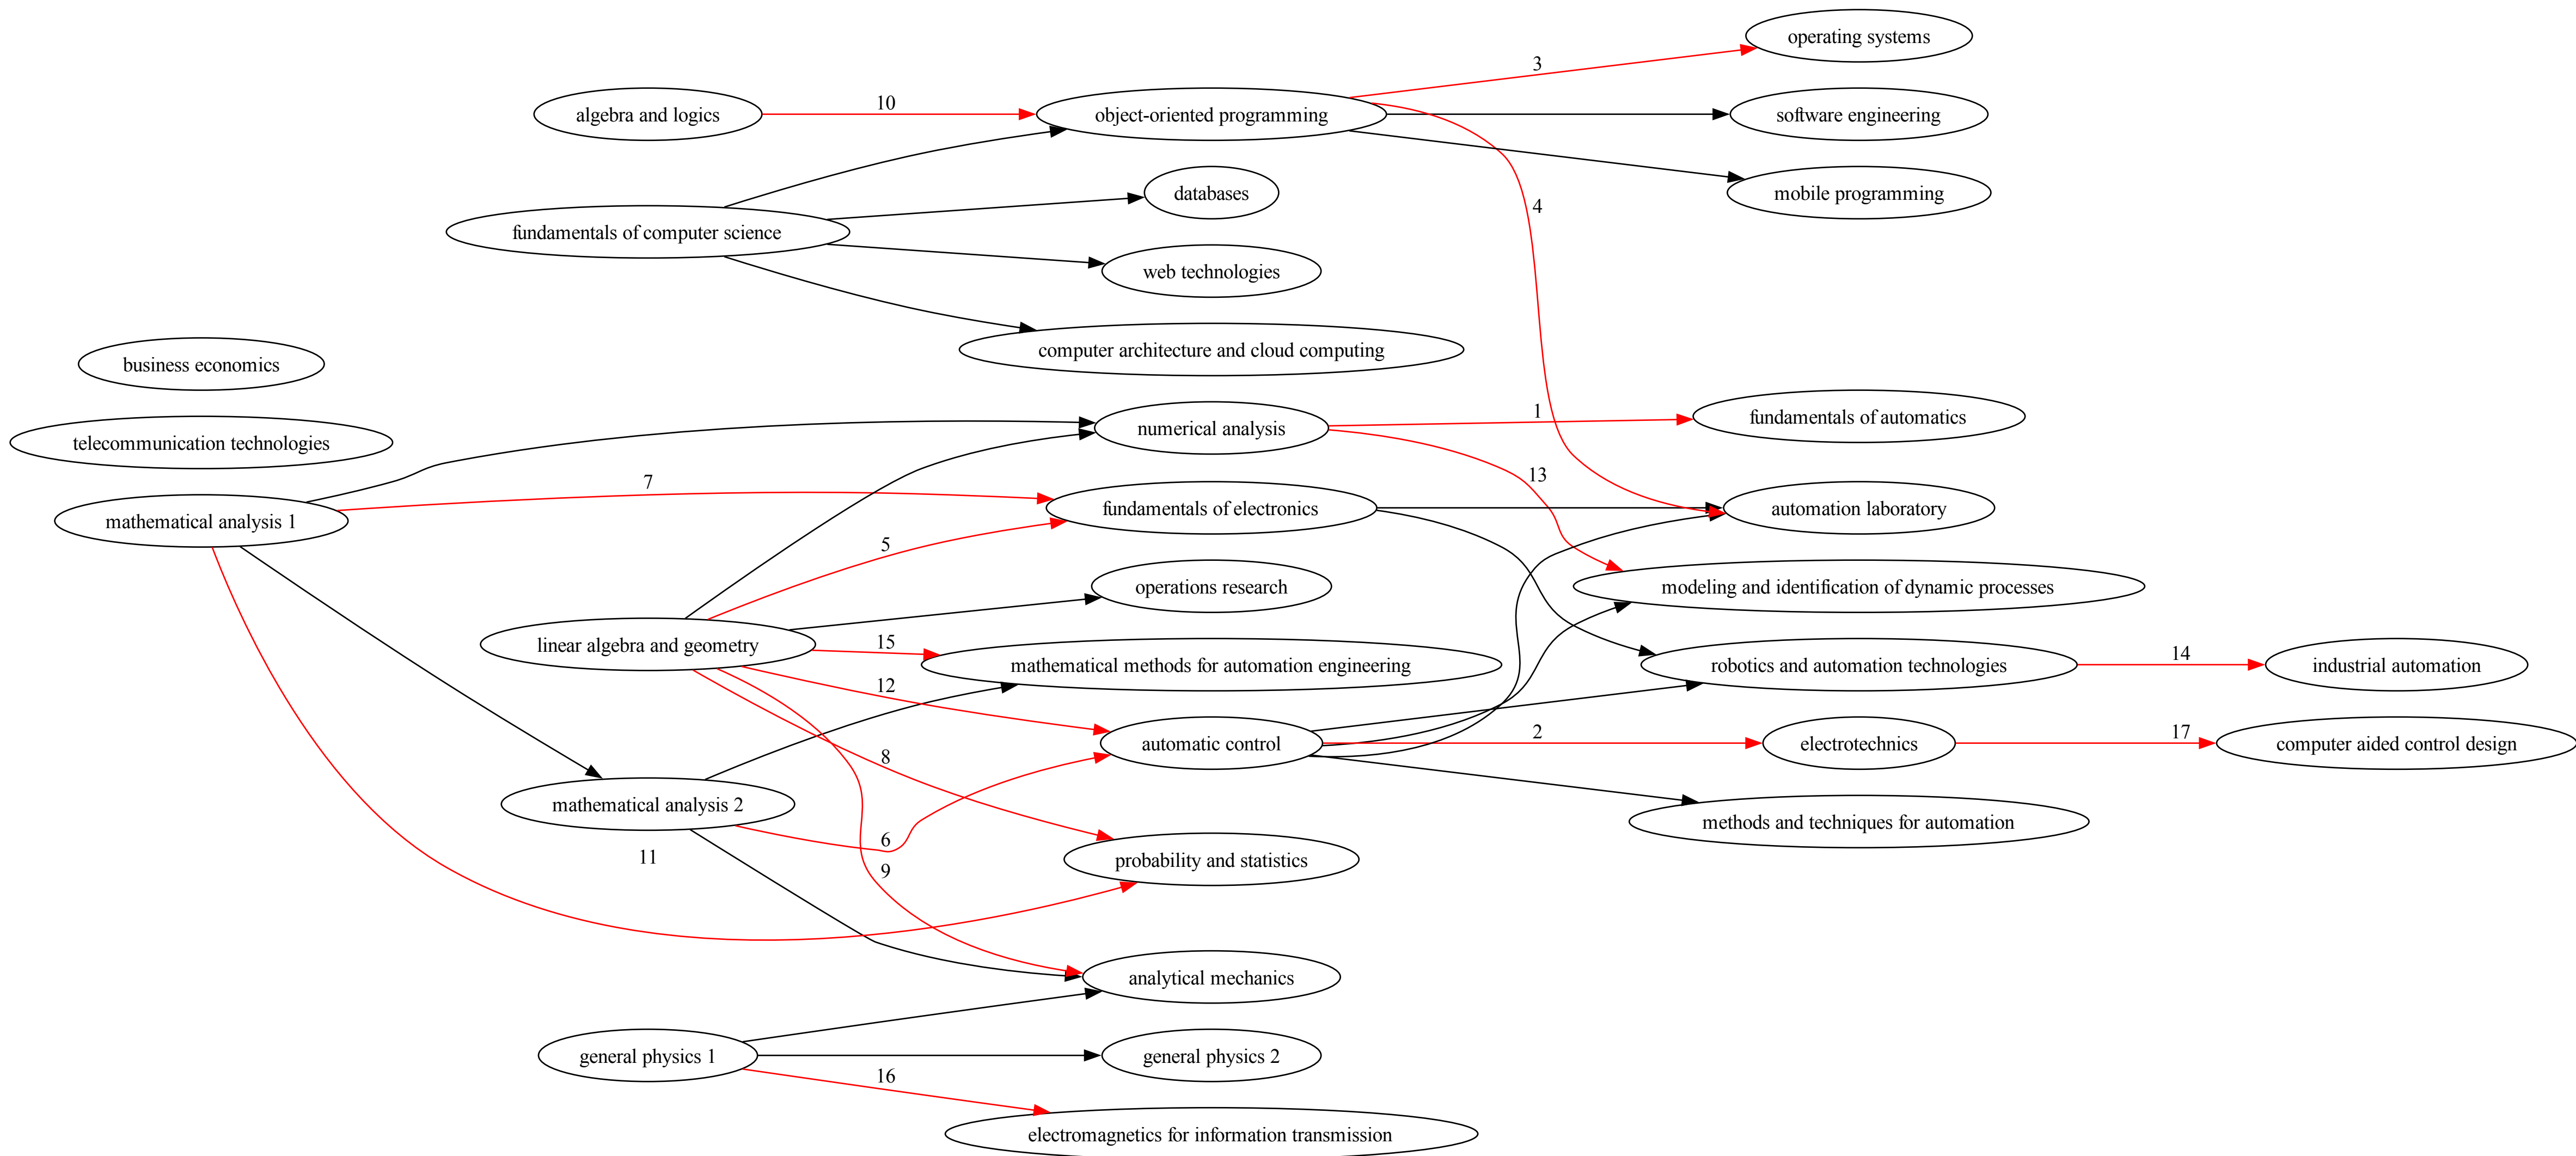 operating systems
3
algebra and logics
10
object-oriented programming
software engineering
databases
mobile programming
4
fundamentals of computer science
web technologies
computer architecture and cloud computing
business economics
telecommunication technologies
numerical analysis
1
fundamentals of automatics
13
7
mathematical analysis 1
fundamentals of electronics
automation laboratory
5
operations research
modeling and identification of dynamic processes
linear algebra and geometry
15
mathematical methods for automation engineering
robotics and automation technologies
14
industrial automation
12
automatic control
2
electrotechnics
17
computer aided control design
8
mathematical analysis 2
methods and techniques for automation
6
11
probability and statistics
9
analytical mechanics
general physics 1
general physics 2
16
electromagnetics for information transmission